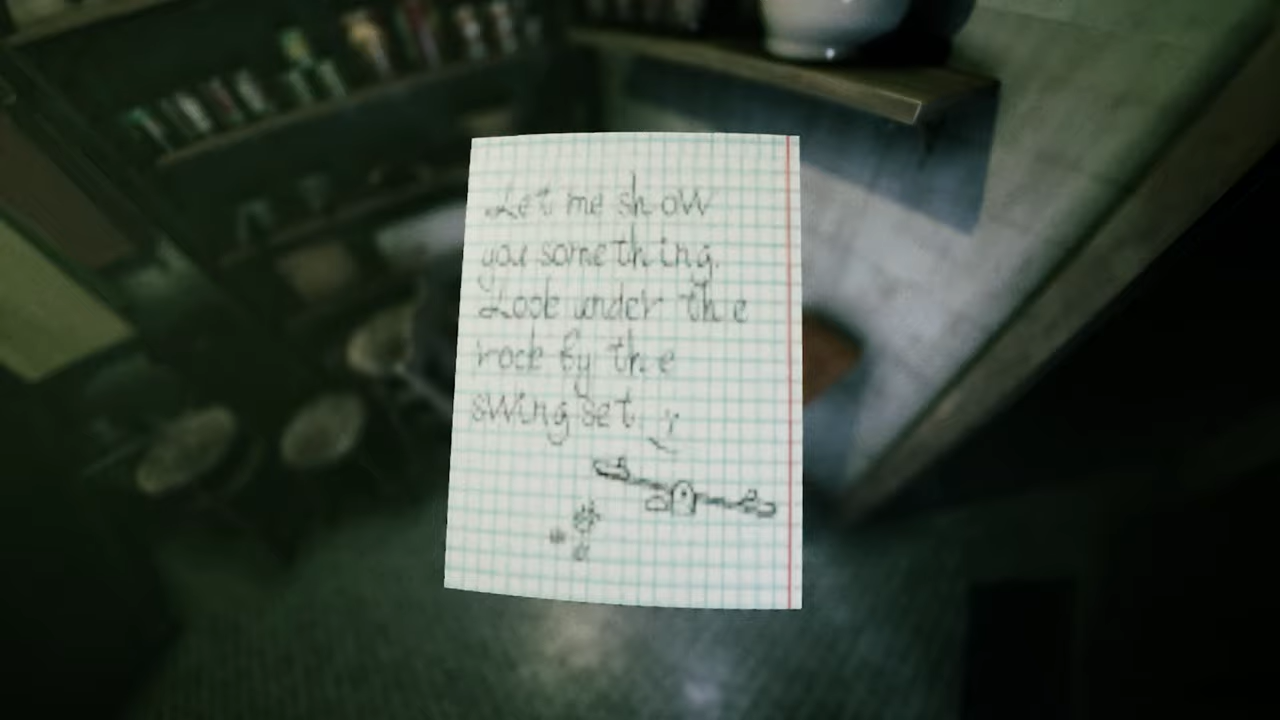 Let me show
you something.
Look under the
rock by the
swing set